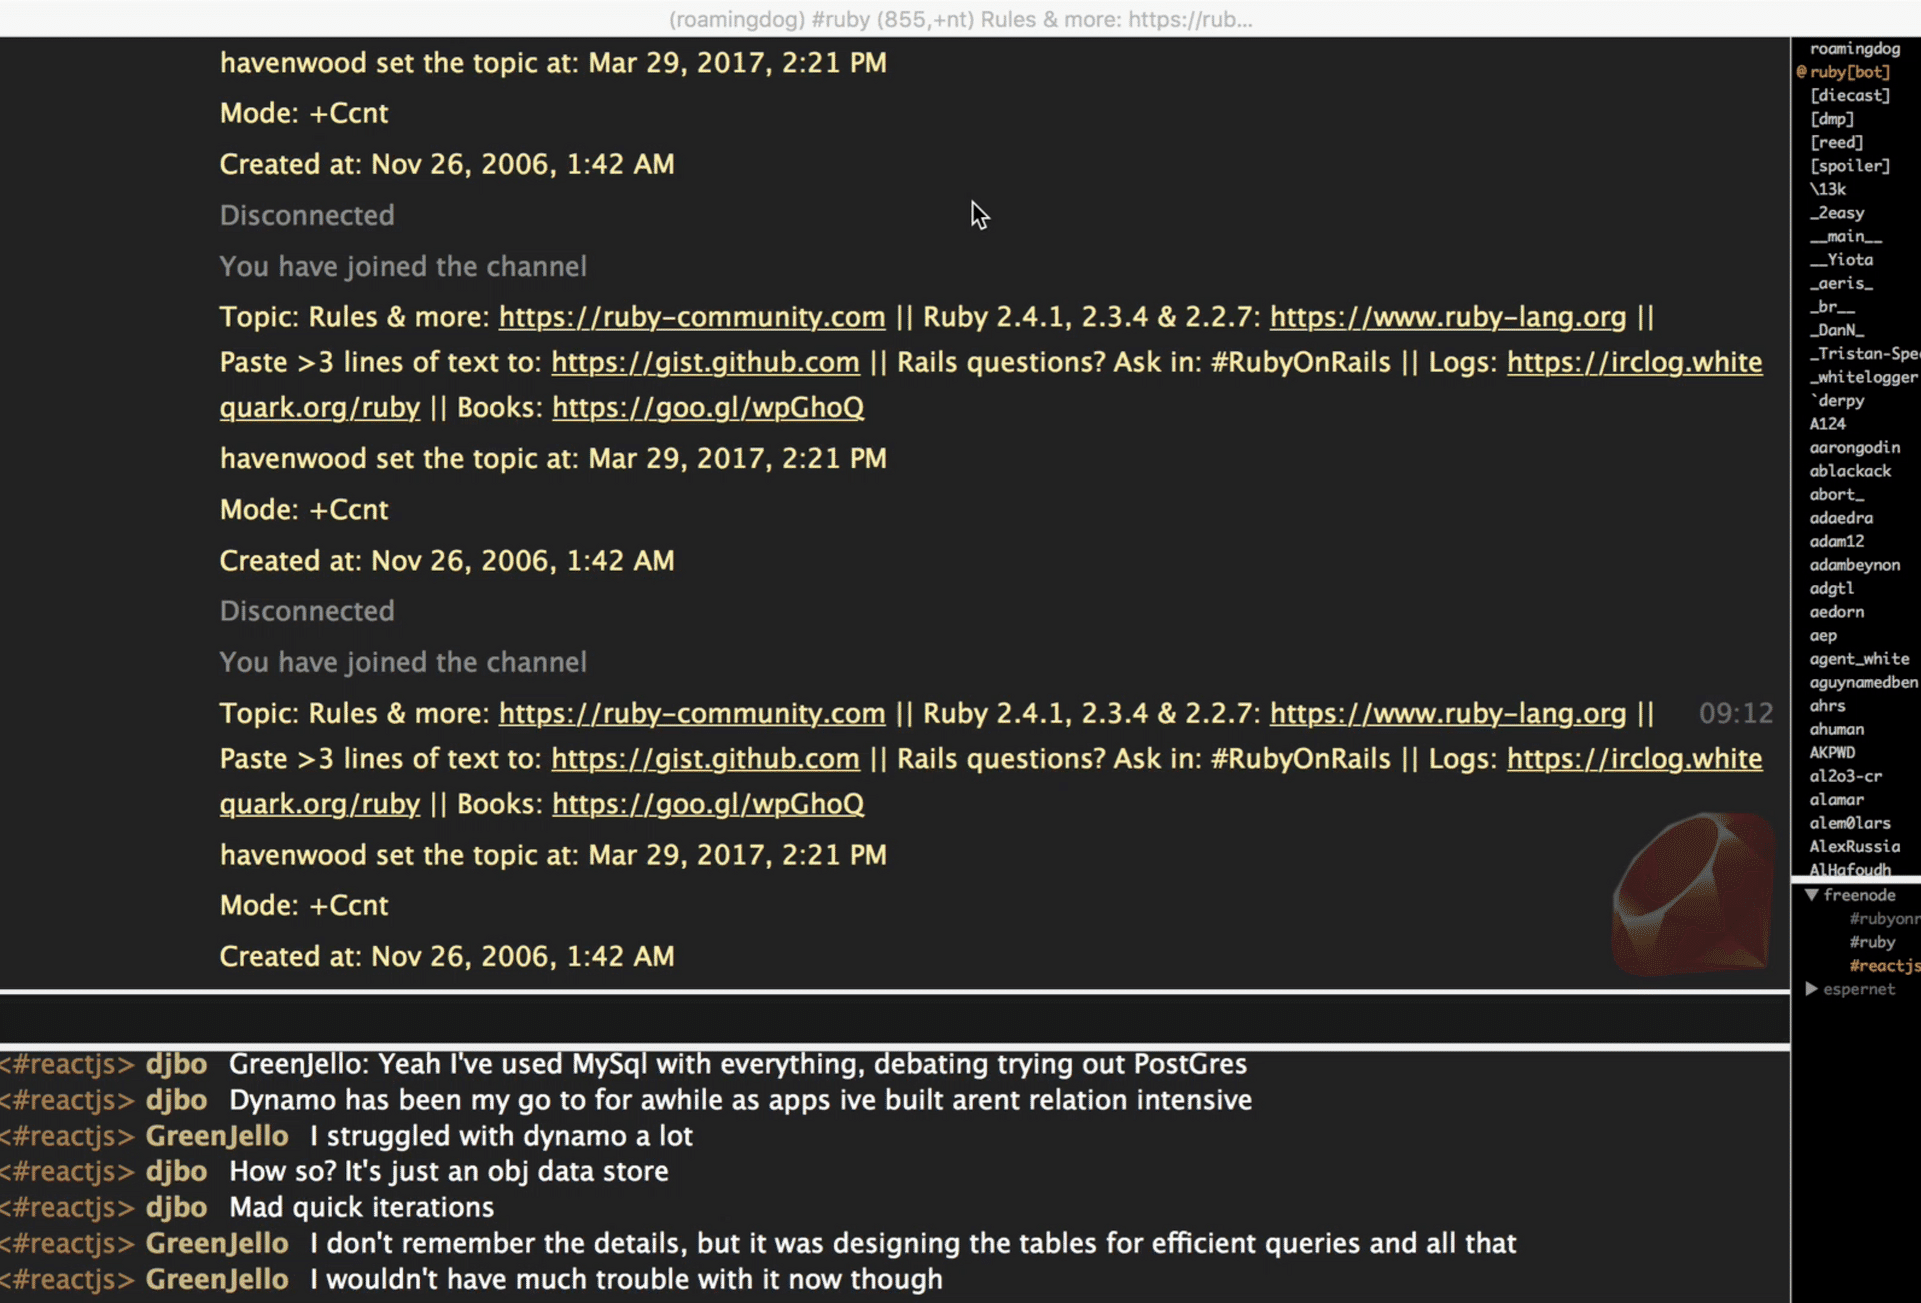 (roamingdog) #ruby (855,+nt) Rules & more: https://rub...
havenwood set the topic at: Mar 29, 2017, 2:21 PM
Mode: +Ccnt
Created at: Nov 26, 2006, 1:42 AM
Disconnected
You have joined the channel
Topic: Rules & more: https://ruby-community.com || Ruby 2.4.1, 2.3.4 & 2.2.7: https://www.ruby-lang.org ||
Paste >3 lines of text to: https://gist.github.com || Rails questions? Ask in: #RubyOnRails || Logs: https://irclog.white
quark.org/ruby || Books: https://goo.gl/wpGhoQ
havenwood set the topic at: Mar 29, 2017, 2:21 PM
Mode: +Ccnt
Created at: Nov 26, 2006, 1:42 AM
Disconnected
You have joined the channel
Topic: Rules & more: https://ruby-community.com || Ruby 2.4.1, 2.3.4 & 2.2.7: https://www.ruby-lang.org || 09:12
Paste >3 lines of text to: https://gist.github.com || Rails questions? Ask in: #RubyOnRails || Logs: https://irclog.white
quark.org/ruby || Books: https://goo.gl/wpGhoQ
havenwood set the topic at: Mar 29, 2017, 2:21 PM
Mode: +Ccnt
Created at: Nov 26, 2006, 1:42 AM
<#reactjs> djbo GreenJello: Yeah I've used MySql with everything, debating trying out PostGres
<#reactjs> djbo Dynamo has been my go to for awhile as apps ive built arent relation intensive
<#reactjs> GreenJello I struggled with dynamo a lot
<#reactjs> djbo How so? It's just an obj data store
<#reactjs> djbo Mad quick iterations
<#reactjs> GreenJello I don't remember the details, but it was designing the tables for efficient queries and all that
<#reactjs> GreenJello I wouldn't have much trouble with it now though
roamingdog
@ruby[bot]
[diecast]
[dmp]
[reed]
[spoiler]
\13k
_2easy
__main__
__Yiota
_aeris_
_br__
_DanN_
_Tristan-Spe
_whitelogger
`derpy
A124
aarongodin
ablackack
abort_
adaedra
adam12
adambeynon
adgtl
aedorn
aep
agent_white
aguynamedben
ahrs
ahuman
AKPWD
al2o3-cr
alamar
alem0lars
AlexRussia
AlHafoudh
freenode
#rubyonr
#ruby
#reactjs
espernet